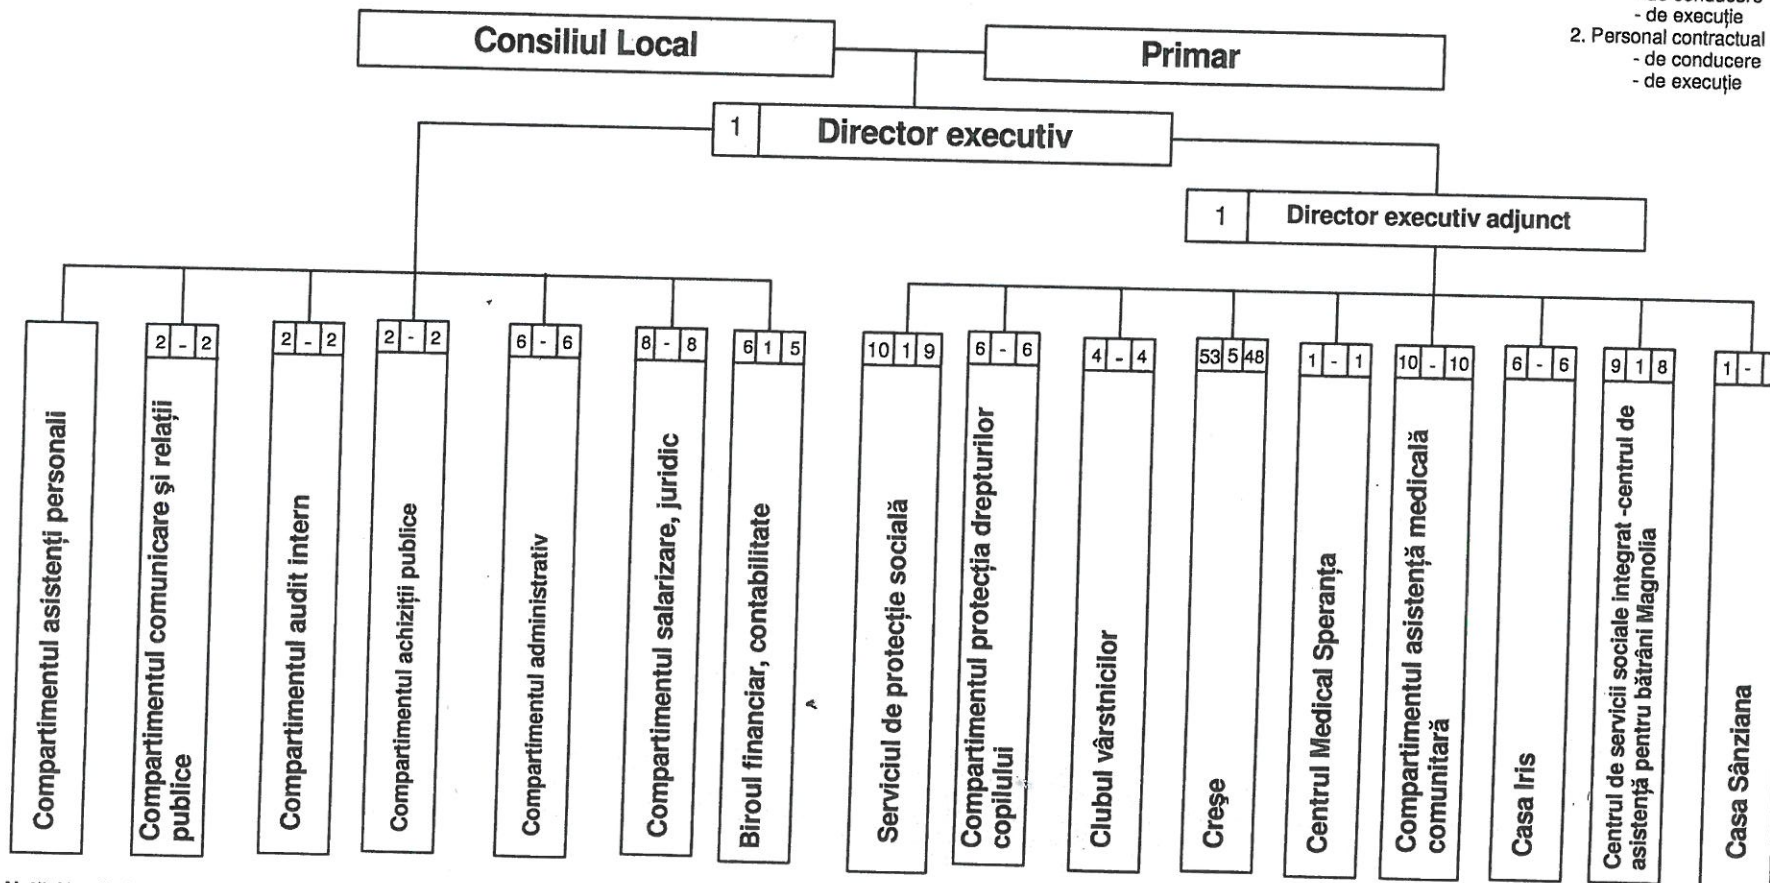 - de execuție
2. Personal contractual
- de conducere
- de execuție
Consiliul Local
Primar
1 Director executiv
1 Director executiv adjunct
Compartimentul asistenți personali
2 - 2
Compartimentul comunicare și relații
publice
2 - 2
Compartimentul audit intern
2 - 2
Compartimentul achiziții publice
6 - 6
Compartimentul administrativ
8 - 8
Compartimentul salarizare, juridic
6 1 5
Biroul financiar, contabilitate
10 1 9
Serviciul de protecție socială
6 - 6
Compartimentul protecția drepturilor
copilului
4 - 4
Clubul vârstnicilor
53 5 48
Creșe
1 - 1
Centrul Medical Speranța
10 - 10
Compartimentul asistență medicală
comunitară
6 - 6
Casa Iris
9 1 8
Centrul de servicii sociale integrat -centrul de
asistență pentru bătrâni Magnolia
1 -
Casa Sânziana